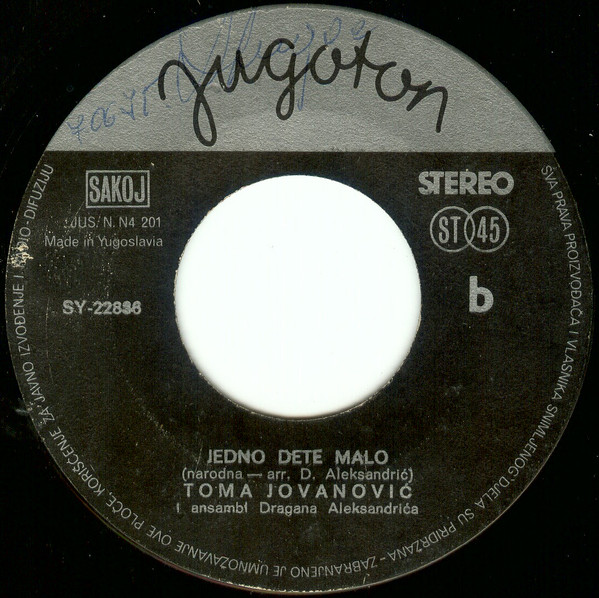 Jugoton
SAKOJ
JUS. N. N4 201
Made in Yugoslavia
STEREO
ST 45
SY-22836
b
JEDNO DETE MALO
(narodna — arr. D. Aleksandrić)
TOMA JOVANOVIĆ
i ansambl Dragana Aleksandrića
SVA PRAVA PROIZVOĐAČA I VLASNIKA SNIMLJENOG DJELA SU PRIDRŽANA - ZABRANJENO JE UMNOŽAVANJE OVE PLOČE, KORIŠĆENJE ZA JAVNO IZVOĐENJE I RADIO-DIFUZIJU